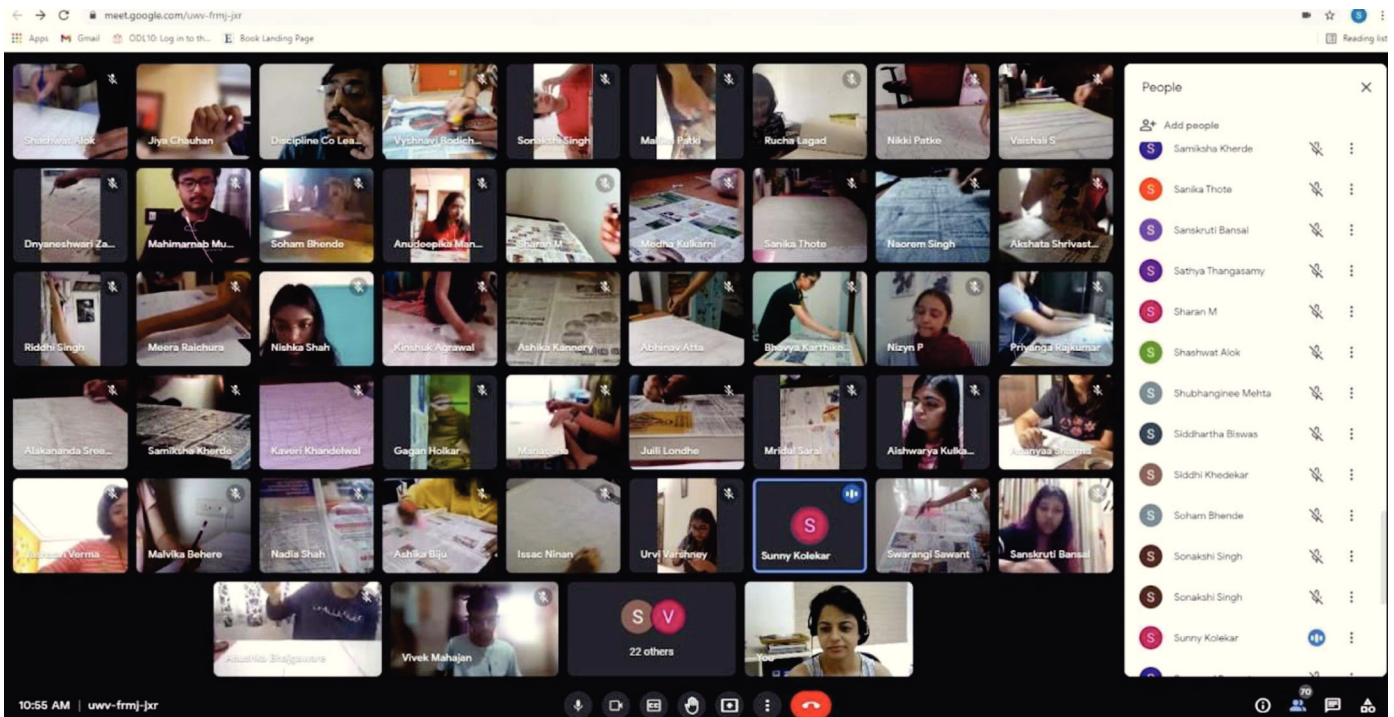 meet.google.com/uwv-frmj-jxr
Apps Gmail ODL10: Log in to th... Book Landing Page Reading list
Shashwat Alok
Jiya Chauhan
Discipline Co Lea...
Vyshnavi Bodich...
Sonakshi Singh
Rucha Lagad
Nikki Patke
Vaishali S
Dnyaneshwari Za...
Mahimarnab Mu...
Soham Bhende
Anudeepika Man...
Sharan M
Medha Kulkarni
Sanika Thote
Naorem Singh
Akshata Shrivast...
Riddhi Singh
Meera Raichura
Nishka Shah
Kinshuk Agrawal
Ashika Kannery
Abhinav Atta
Bhavya Karthike...
Nizyn P
Priyanga Rajkumar
Alakananda Sree...
Samiksha Kherde
Kaveri Khandelwal
Gagan Holkar
Juili Londhe
Mridul Saral
Aishwarya Kulka...
Verma
Malvika Behere
Nadia Shah
Ashika Biju
Issac Ninan
Urvi Varshney
S
Sunny Kolekar
Swarangi Sawant
Sanskruti Bansal
Vivek Mahajan
S V
22 others
You
People
Add people
S Samiksha Kherde
S Sanika Thote
S Sanskruti Bansal
S Sathya Thangasamy
S Sharan M
S Shashwat Alok
S Shubhanginee Mehta
S Siddhartha Biswas
S Siddhi Khedekar
S Soham Bhende
S Sonakshi Singh
S Sonakshi Singh
S Sunny Kolekar
10:55 AM | uwv-frmj-jxr
70